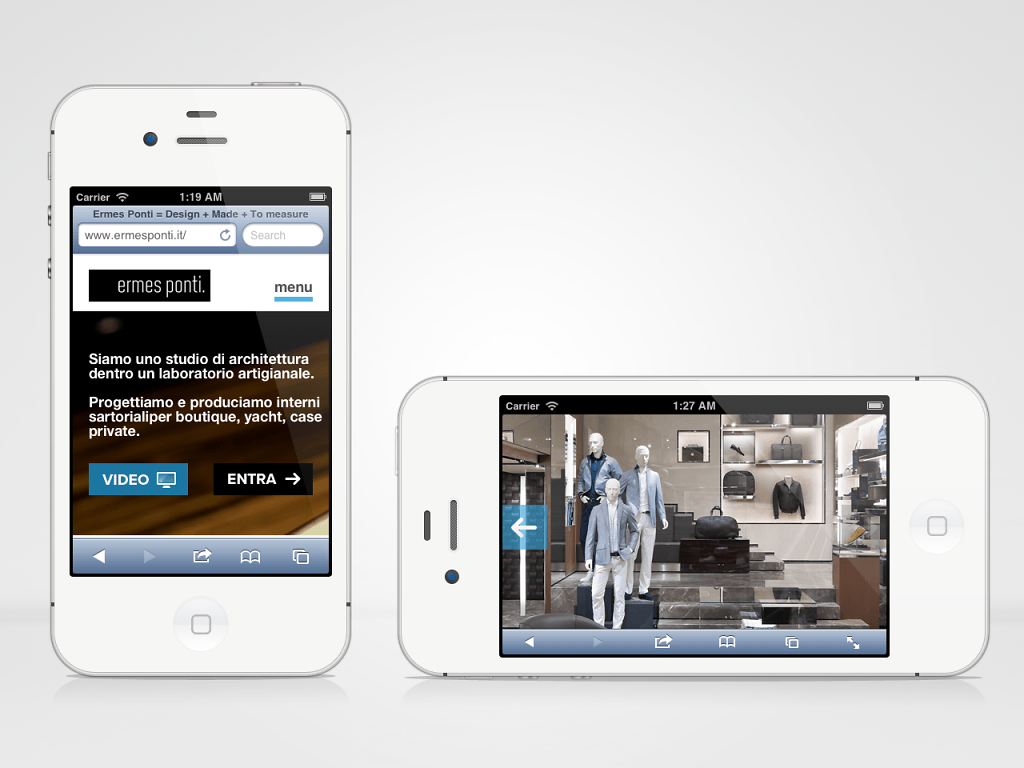 Carrier 1:19 AM
Ermes Ponti = Design + Made + To measure
www.ermesponti.it/ Search
ermes ponti. menu
Siamo uno studio di architettura
dentro un laboratorio artigianale.
Progettiamo e produciamo interni
sartorialiper boutique, yacht, case
private.
VIDEO ENTRA
Carrier 1:27 AM